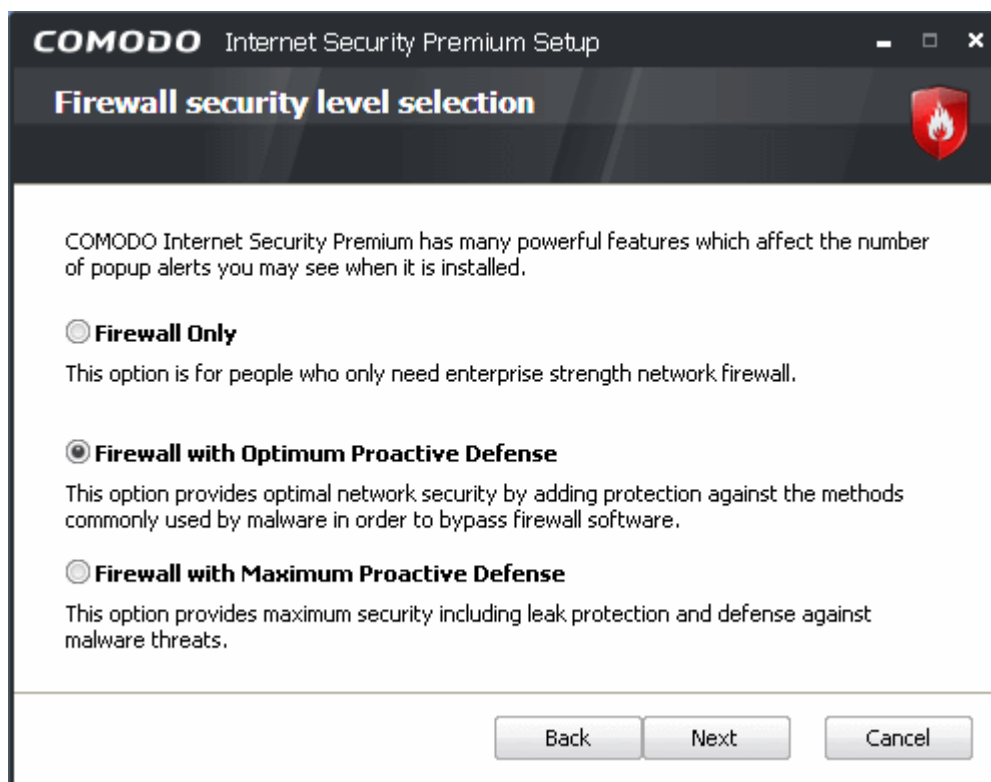 COMODO Internet Security Premium Setup
Firewall security level selection
COMODO Internet Security Premium has many powerful features which affect the number
of popup alerts you may see when it is installed.
Firewall Only
This option is for people who only need enterprise strength network firewall.
Firewall with Optimum Proactive Defense
This option provides optimal network security by adding protection against the methods
commonly used by malware in order to bypass firewall software.
Firewall with Maximum Proactive Defense
This option provides maximum security including leak protection and defense against
malware threats.
Back Next Cancel